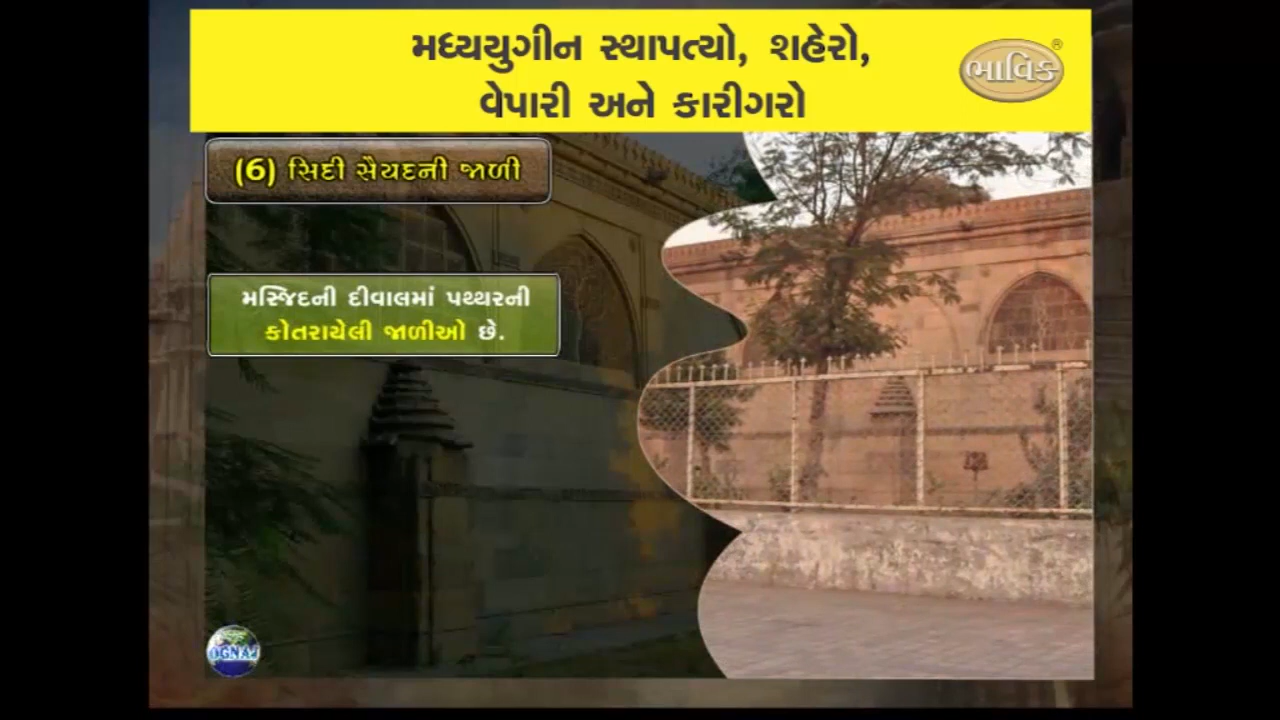 મધ્યયુગીન સ્થાપત્યો, શહેરો,
વેપારી અને કારીગરો
ભાવિક
®
(6) સિદી સૈયદની જાળી
મસ્જિદની દીવાલમાં પથ્થરની
કોતરાયેલી જાળીઓ છે.